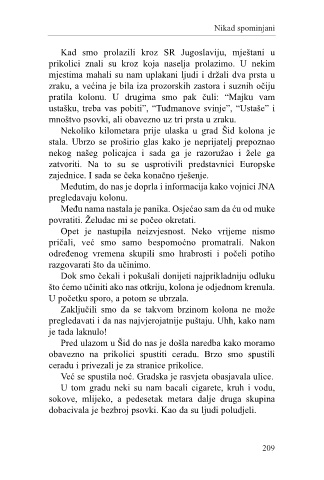 Nikad spominjani
Kad smo prolazili kroz SR Jugoslaviju, mještani u
prikolici znali su kroz koja naselja prolazimo. U nekim
mjestima mahali su nam uplakani ljudi i držali dva prsta u
zraku, a većina je bila iza prozorskih zastora i suznih očiju
pratila kolonu. U drugima smo pak čuli: “Majku vam
ustašku, treba vas pobiti”, “Tuđmanove svinje”, “Ustaše” i
mnoštvo psovki, ali obavezno uz tri prsta u zraku.
Nekoliko kilometara prije ulaska u grad Šid kolona je
stala. Ubrzo se proširio glas kako je neprijatelj prepoznao
nekog našeg policajca i sada ga je razoružao i žele ga
zatvoriti. Na to su se usprotivili predstavnici Europske
zajednice. I sada se čeka konačno rješenje.
Međutim, do nas je doprla i informacija kako vojnici JNA
pregledavaju kolonu.
Među nama nastala je panika. Osjećao sam da ću od muke
povratiti. Želudac mi se počeo okretati.
Opet je nastupila neizvjesnost. Neko vrijeme nismo
pričali, već smo samo bespomoćno promatrali. Nakon
određenog vremena skupili smo hrabrosti i počeli potiho
razgovarati što da učinimo.
Dok smo čekali i pokušali donijeti najprikladniju odluku
što ćemo učiniti ako nas otkriju, kolona je odjednom krenula.
U početku sporo, a potom se ubrzala.
Zaključili smo da se takvom brzinom kolona ne može
pregledavati i da nas najvjerojatnije puštaju. Uhh, kako nam
je tada laknulo!
Pred ulazom u Šid do nas je došla naredba kako moramo
obavezno na prikolici spustiti ceradu. Brzo smo spustili
ceradu i privezali je za stranice prikolice.
Već se spustila noć. Gradska je rasvjeta obasjavala ulice.
U tom gradu neki su nam bacali cigarete, kruh i vodu,
sokove, mlijeko, a pedesetak metara dalje druga skupina
dobacivala je bezbroj psovki. Kao da su ljudi poludjeli.
209